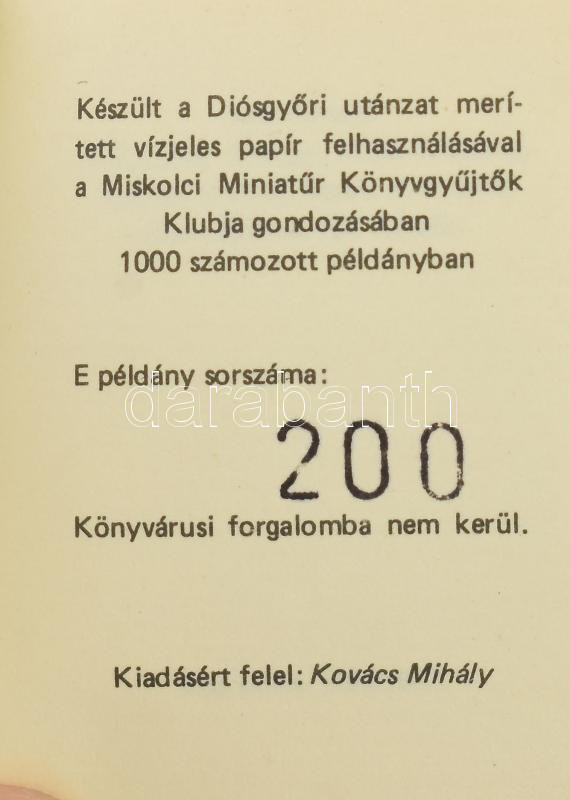 Készült a Diósgyőri utánzat merí-
tett vízjeles papír felhasználásával
a Miskolci Miniatűr Könyvgyűjtők
Klubja gondozásában
1000 számozott példányban
E példány sorszáma:
darabanth
200
Könyvárusi forgalomba nem kerül.
Kiadásért felel: Kovács Mihály